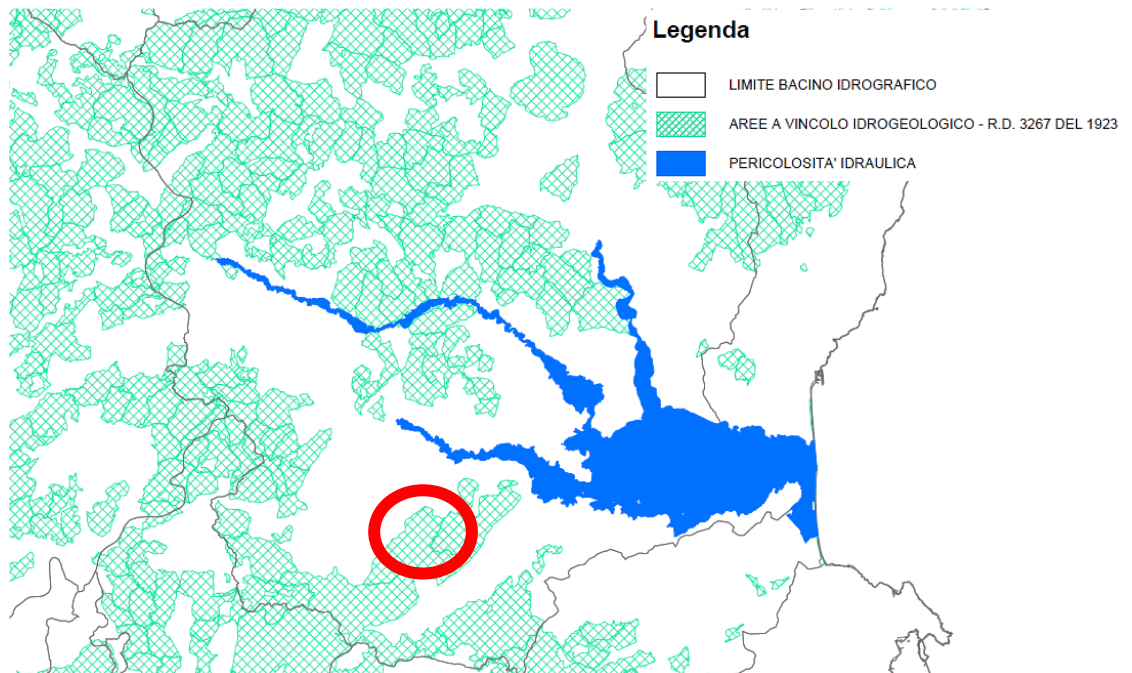 Legenda
LIMITE BACINO IDROGRAFICO
AREE A VINCOLO IDROGEOLOGICO - R.D. 3267 DEL 1923
PERICOLOSITA' IDRAULICA